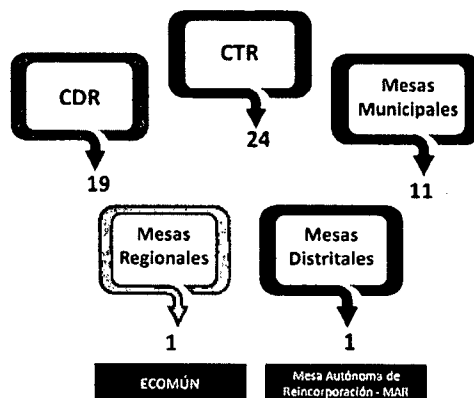 CTR
24
CDR
19
Mesas
Municipales
11
Mesas
Regionales
1
Mesas
Distritales
1
ECOMÚN
Mesa Autónoma de
Reincorporación - MAR